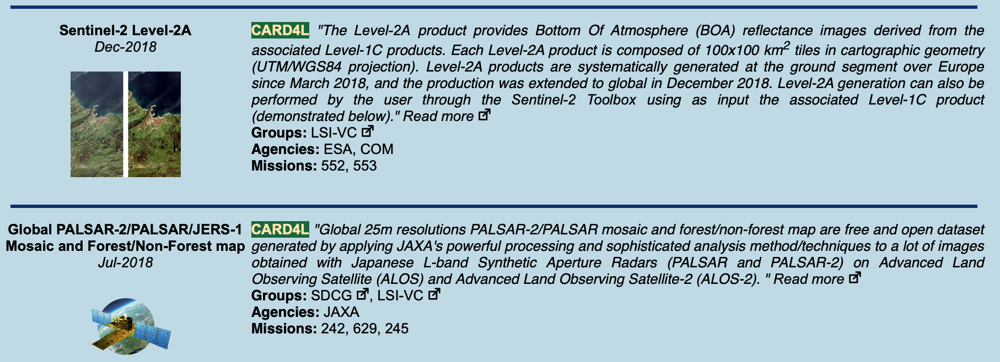 Sentinel-2 Level-2A
Dec-2018
CARD4L "The Level-2A product provides Bottom Of Atmosphere (BOA) reflectance images derived from the
associated Level-1C products. Each Level-2A product is composed of 100x100 km2 tiles in cartographic geometry
(UTM/WGS84 projection). Level-2A products are systematically generated at the ground segment over Europe
since March 2018, and the production was extended to global in December 2018. Level-2A generation can also be
performed by the user through the Sentinel-2 Toolbox using as input the associated Level-1C product
(demonstrated below)." Read more
Groups: LSI-VC
Agencies: ESA, COM
Missions: 552, 553
Global PALSAR-2/PALSAR/JERS-1
Mosaic and Forest/Non-Forest map
Jul-2018
CARD4L "Global 25m resolutions PALSAR-2/PALSAR mosaic and forest/non-forest map are free and open dataset
generated by applying JAXA's powerful processing and sophisticated analysis method/techniques to a lot of images
obtained with Japanese L-band Synthetic Aperture Radars (PALSAR and PALSAR-2) on Advanced Land
Observing Satellite (ALOS) and Advanced Land Observing Satellite-2 (ALOS-2). " Read more
Groups: SDCG , LSI-VC
Agencies: JAXA
Missions: 242, 629, 245